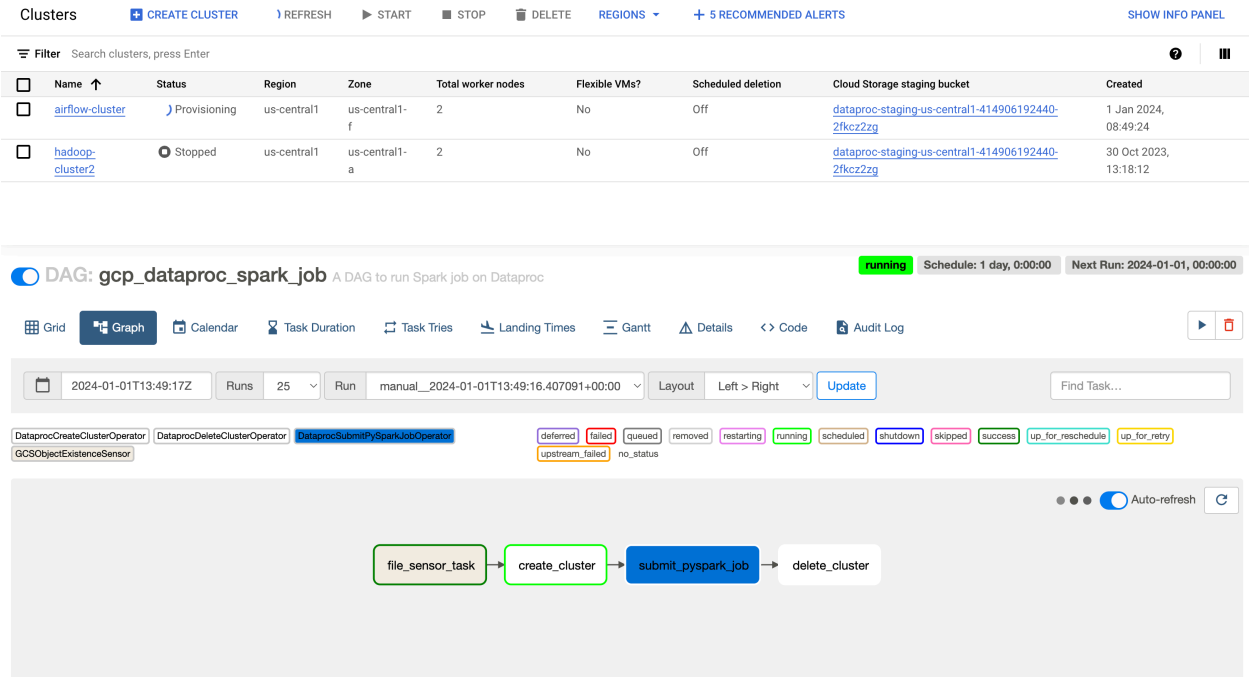 Clusters CREATE CLUSTER REFRESH START STOP DELETE REGIONS 5 RECOMMENDED ALERTS SHOW INFO PANEL
Filter Search clusters, press Enter
Name Status Region Zone Total worker nodes Flexible VMs? Scheduled deletion Cloud Storage staging bucket Created
airflow-cluster Provisioning us-central1 us-central1- 2 No Off dataproc-staging-us-central1-414906192440- 1 Jan 2024,
f 2fkcz2zg 08:49:24
hadoop- Stopped us-central1 us-central1- 2 No Off dataproc-staging-us-central1-414906192440- 30 Oct 2023,
cluster2 a 2fkcz2zg 13:18:12
DAG: gcp_dataproc_spark_job A DAG to run Spark job on Dataproc running Schedule: 1 day, 0:00:00 Next Run: 2024-01-01, 00:00:00
Grid Graph Calendar Task Duration Task Tries Landing Times Gantt Details Code Audit Log
2024-01-01T13:49:17Z Runs 25 Run manual__2024-01-01T13:49:16.407091+00:00 Layout Left > Right Update Find Task...
DataprocCreateClusterOperator DataprocDeleteClusterOperator DataprocSubmitPySparkJobOperator deferred failed queued removed restarting running scheduled shutdown skipped success up_for_reschedule up_for_retry
GCSObjectExistenceSensor upstream_failed no_status
Auto-refresh
file_sensor_task create_cluster submit_pyspark_job delete_cluster